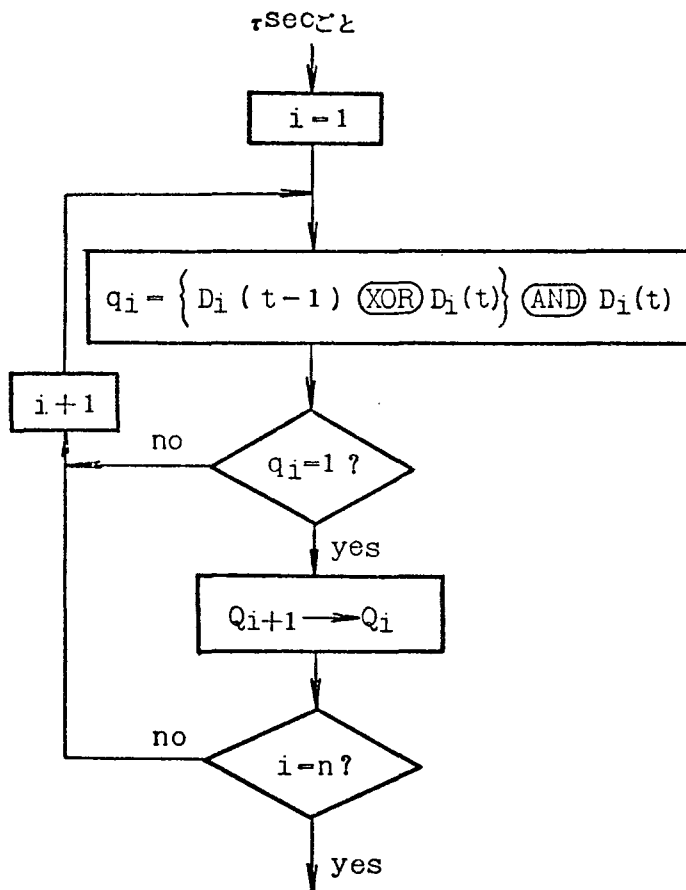 τsecごと
i=1
qi={Di(t-1) XOR Di(t)} AND Di(t)
i+1
no
qi=1?
yes
Qi+1→Qi
no
i=n?
yes